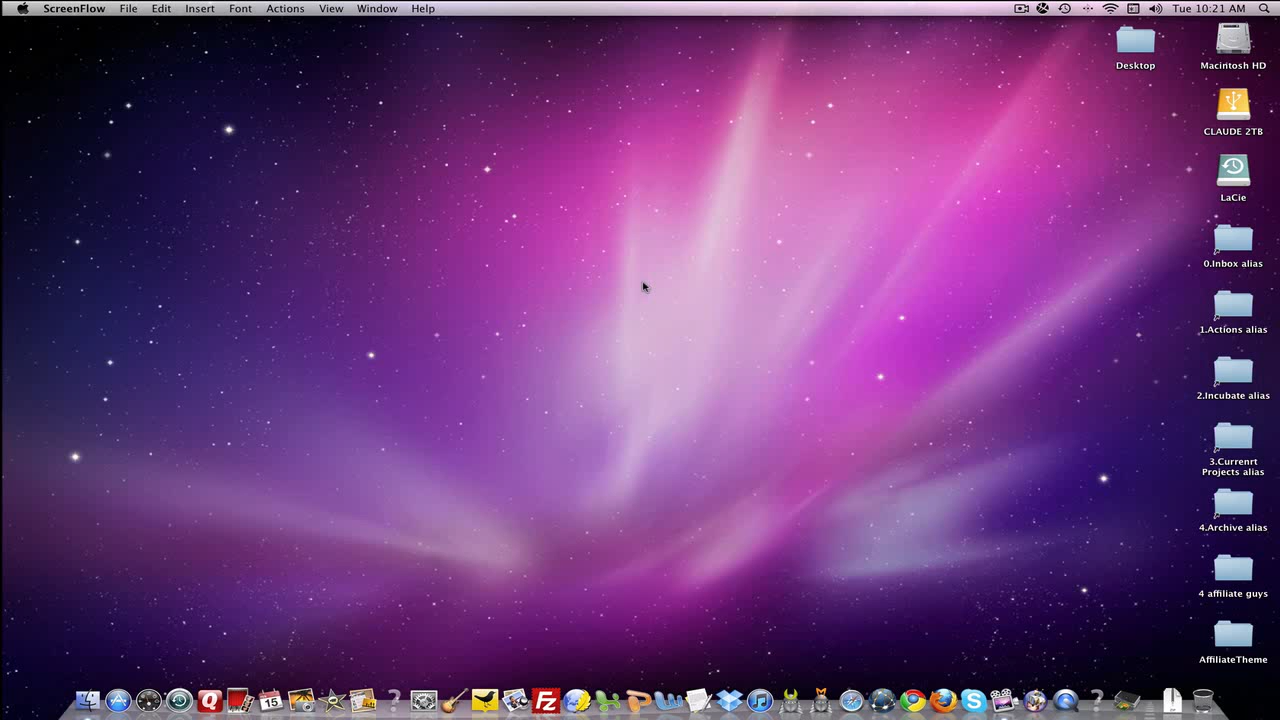 ScreenFlow File Edit Insert Font Actions View Window Help Tue 10:21 AM
Desktop
Macintosh HD
CLAUDE 2TB
LaCie
0.Inbox alias
1.Actions alias
2.Incubate alias
3.Currenrt
Projects alias
4.Archive alias
4 affiliate guys
AffiliateTheme
15
FZ